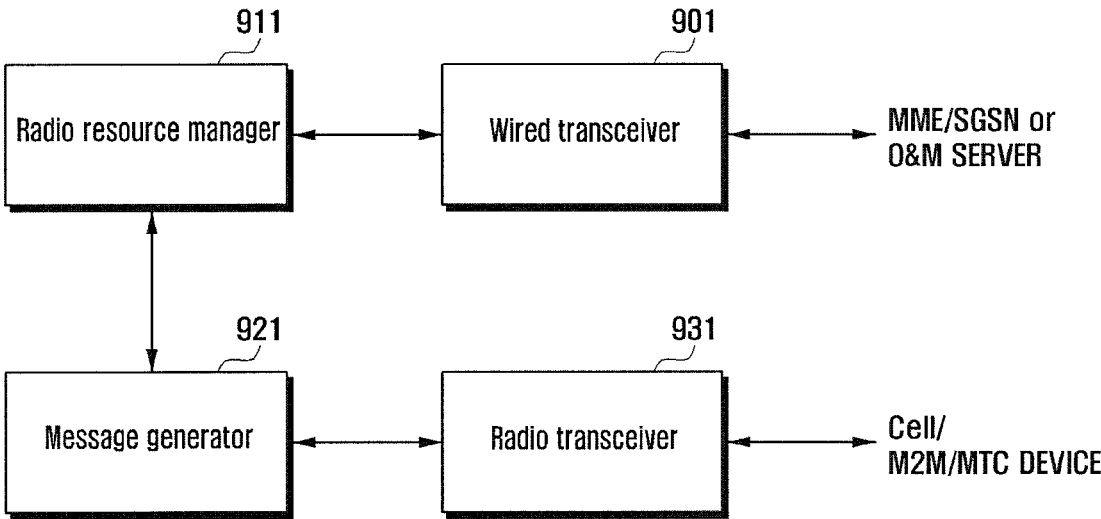 911
901
Radio resource manager
Wired transceiver
MME/SGSN or
O&M SERVER
921
931
Message generator
Radio transceiver
Cell/
M2M/MTC DEVICE